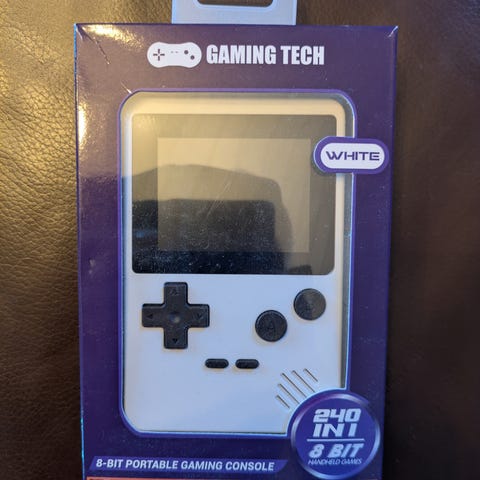 GAMING TECH
WHITE
A
240
IN 1
8 BIT
HANDHELD GAMES
8-BIT PORTABLE GAMING CONSOLE